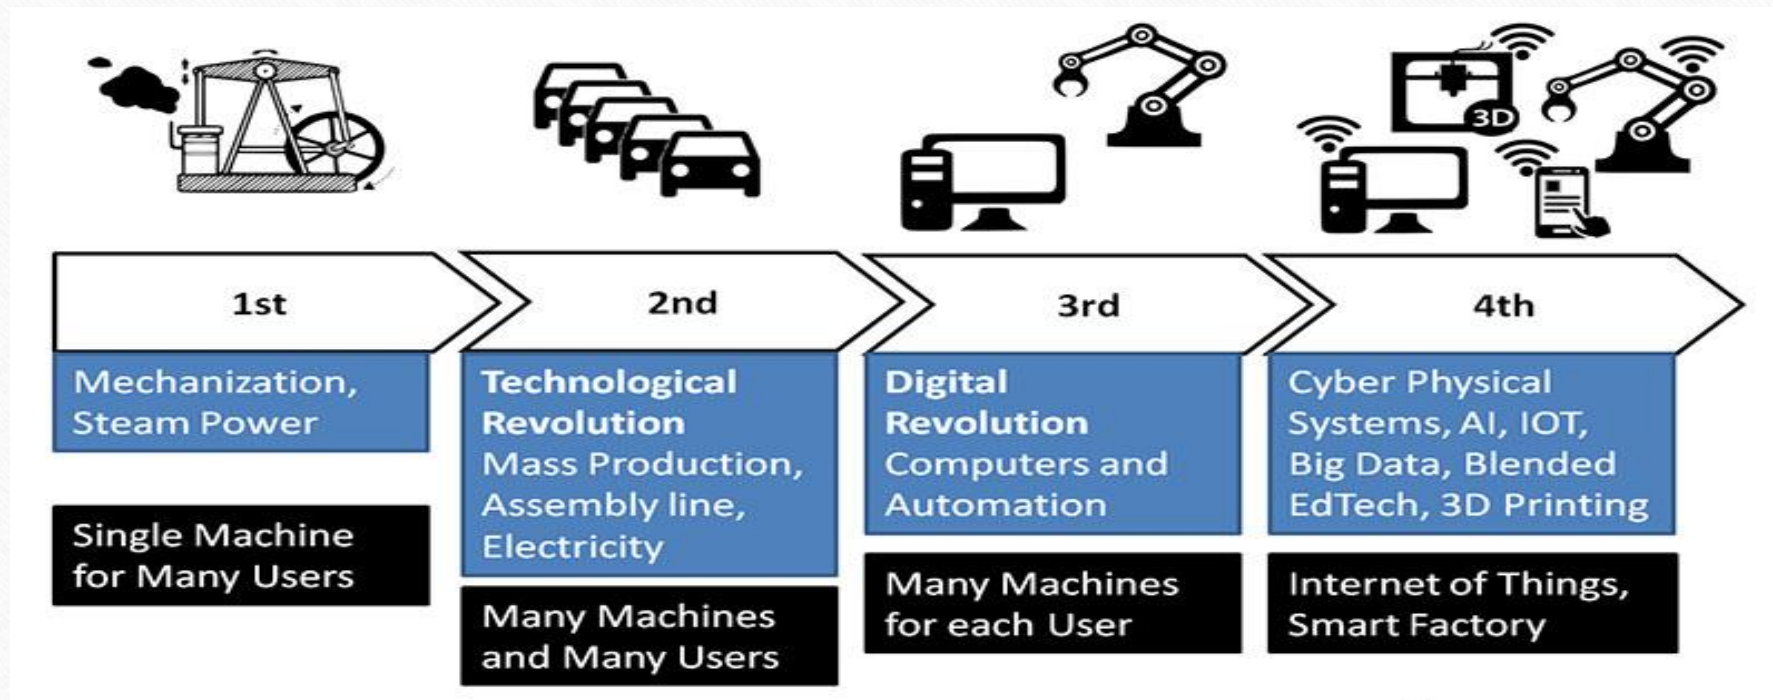 3D
1st
2nd
3rd
4th
Mechanization,
Steam Power
Single Machine
for Many Users
Technological
Revolution
Mass Production,
Assembly line,
Electricity
Many Machines
and Many Users
Digital
Revolution
Computers and
Automation
Many Machines
for each User
Cyber Physical
Systems, AI, IOT,
Big Data, Blended
EdTech, 3D Printing
Internet of Things,
Smart Factory